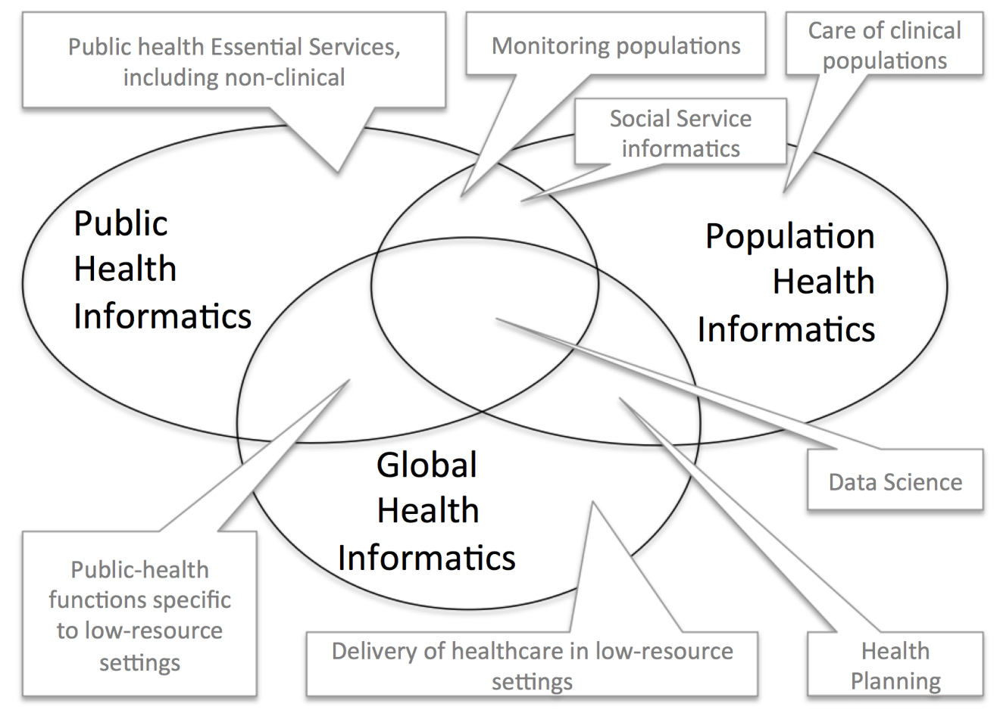 Public health Essential Services,
including non-clinical
Monitoring populations
Care of clinical
populations
Social Service
informatics
Public
Health
Informatics
Population
Health
Informatics
Global
Health
Informatics
Data Science
Public-health
functions specific
to low-resource
settings
Delivery of healthcare in low-resource
settings
Health
Planning